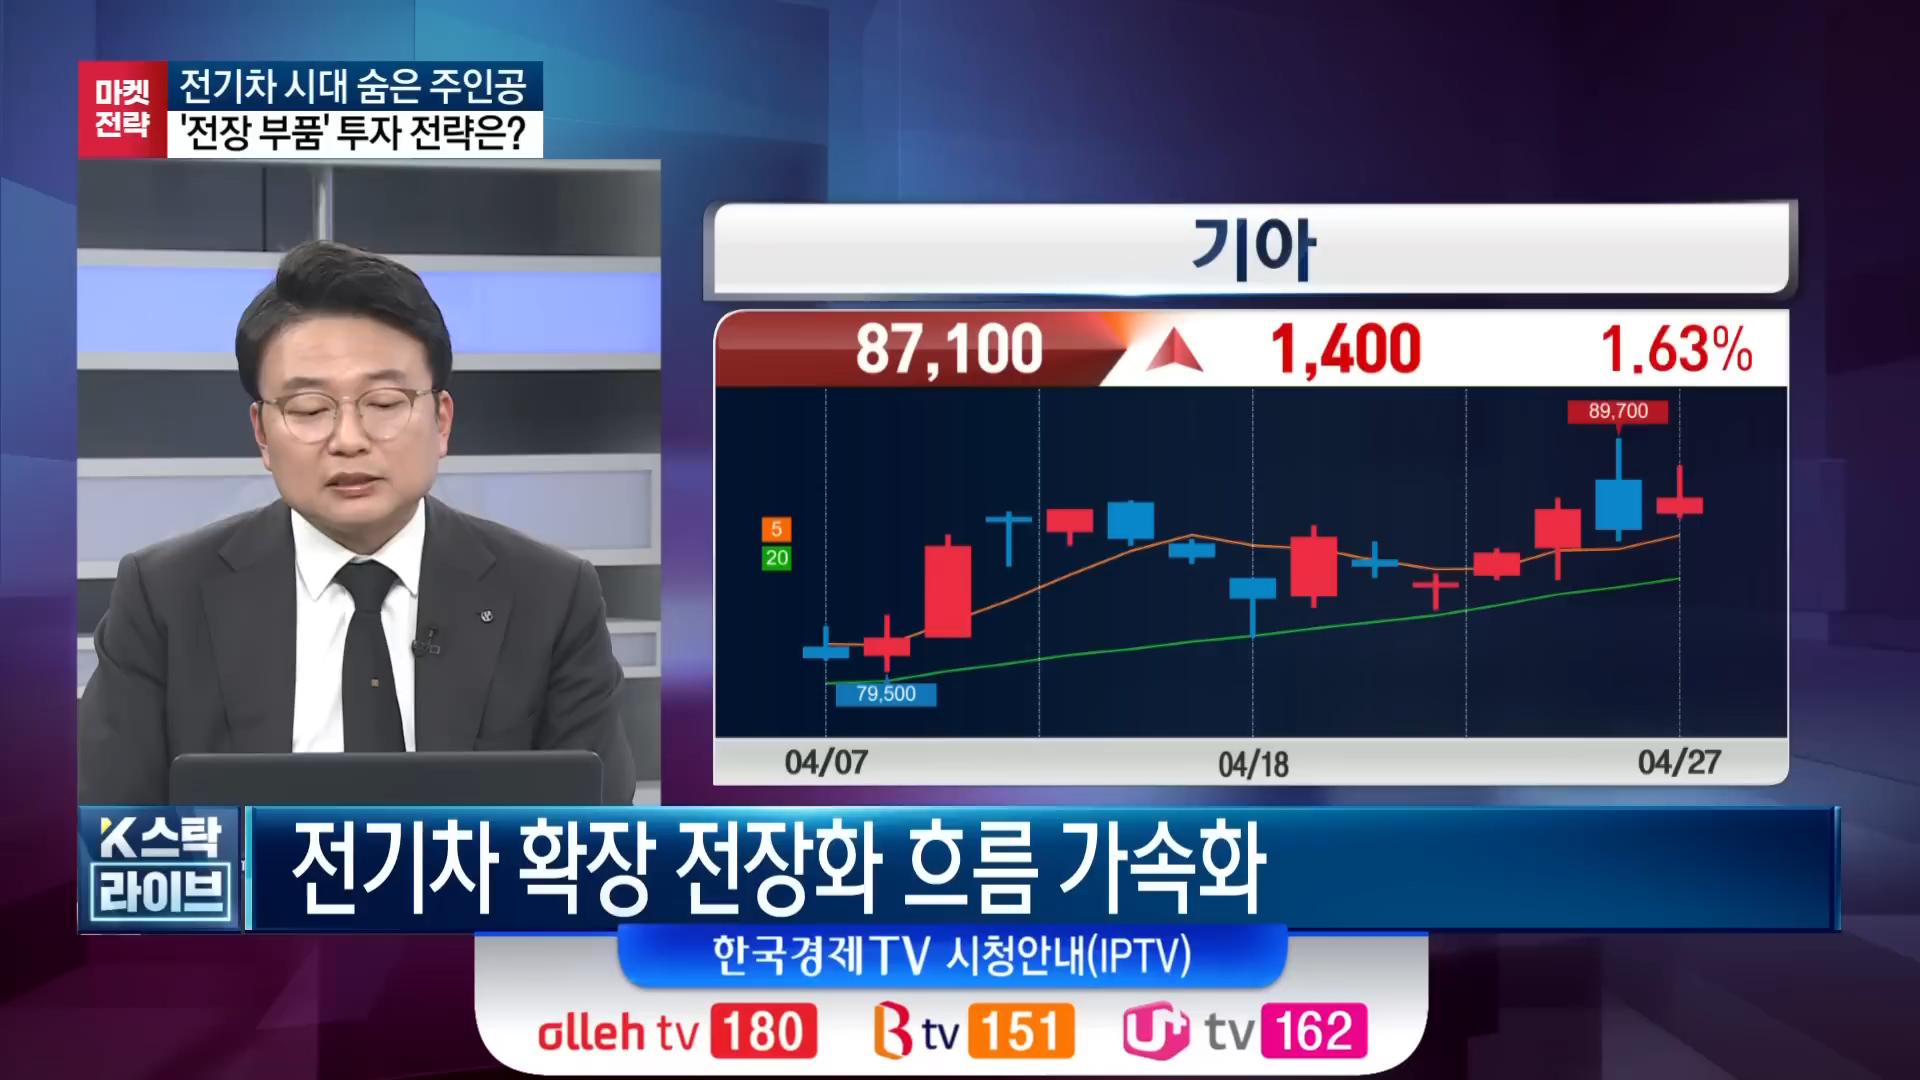 마켓
전략
전기차 시대 숨은 주인공
'전장 부품' 투자 전략은?
기아
87,100 1,400 1.63%
89,700
5
20
79,500
04/07 04/18 04/27
K스탁
라이브
전기차 확장 전장화 흐름 가속화
한국경제TV 시청안내(IPTV)
olleh tv 180 B tv 151 U+ tv 162